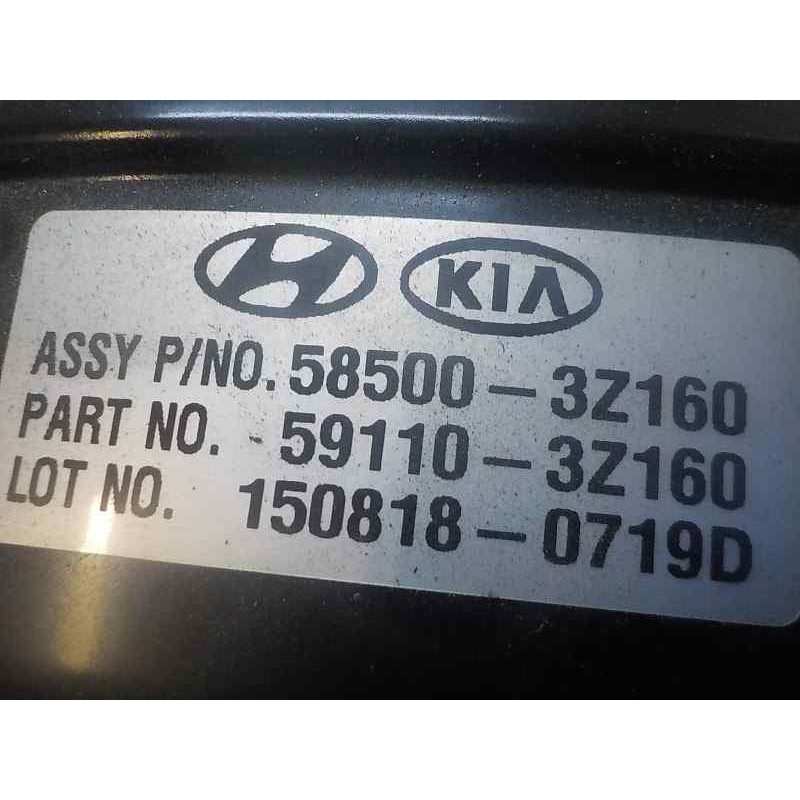 KIA
ASSY P/NO. 58500-3Z160
PART NO. 59110-3Z160
LOT NO. 150818-0719D